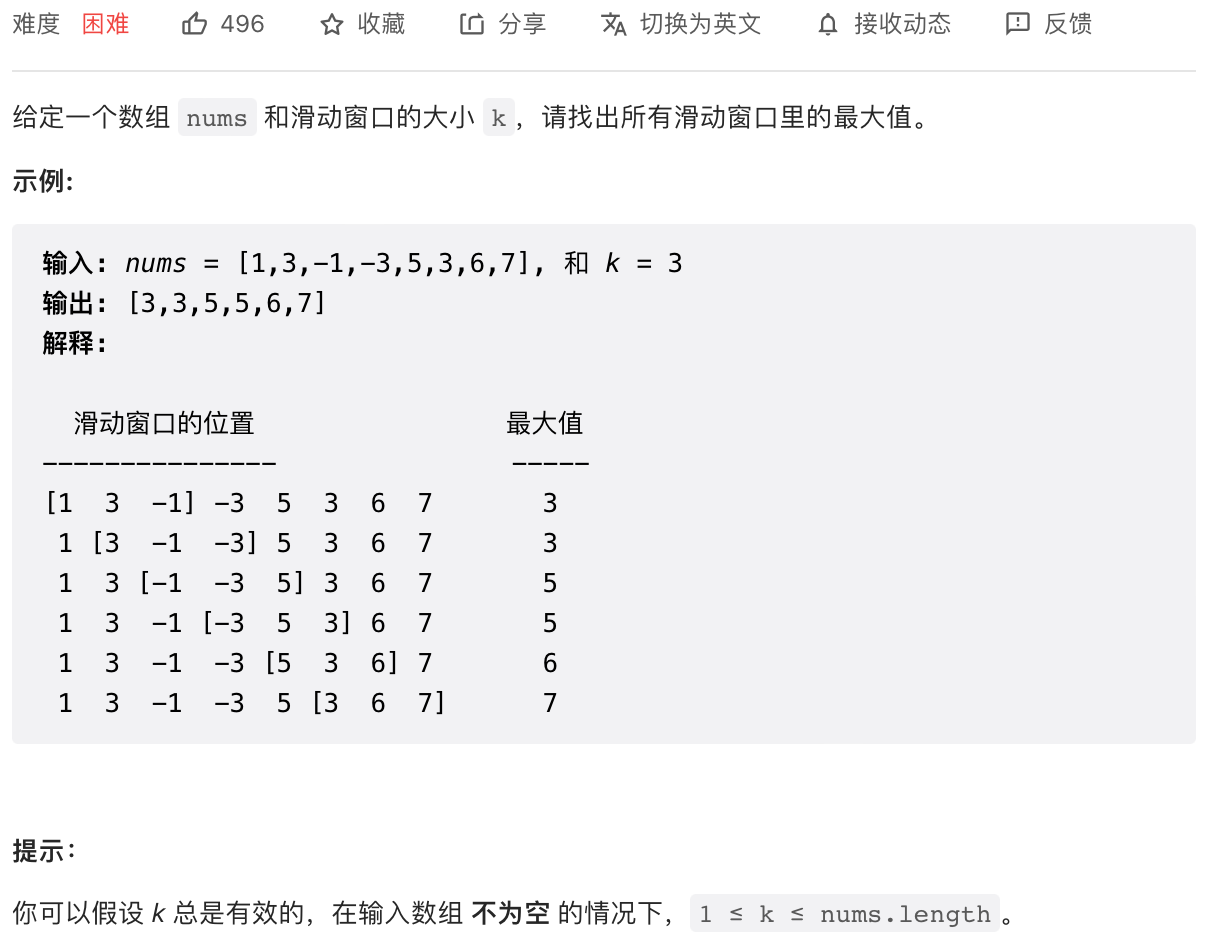 难度 困难 496 收藏 分享 切换为英文 接收动态 反馈
给定一个数组 nums 和滑动窗口的大小 k，请找出所有滑动窗口里的最大值。
示例:
输入: nums = [1,3,-1,-3,5,3,6,7], 和 k = 3
输出: [3,3,5,5,6,7]
解释:
滑动窗口的位置 最大值
--------------- -----
[1 3 -1] -3 5 3 6 7 3
1 [3 -1 -3] 5 3 6 7 3
1 3 [-1 -3 5] 3 6 7 5
1 3 -1 [-3 5 3] 6 7 5
1 3 -1 -3 [5 3 6] 7 6
1 3 -1 -3 5 [3 6 7] 7
提示：
你可以假设 k 总是有效的，在输入数组 不为空 的情况下，1 ≤ k ≤ nums.length。